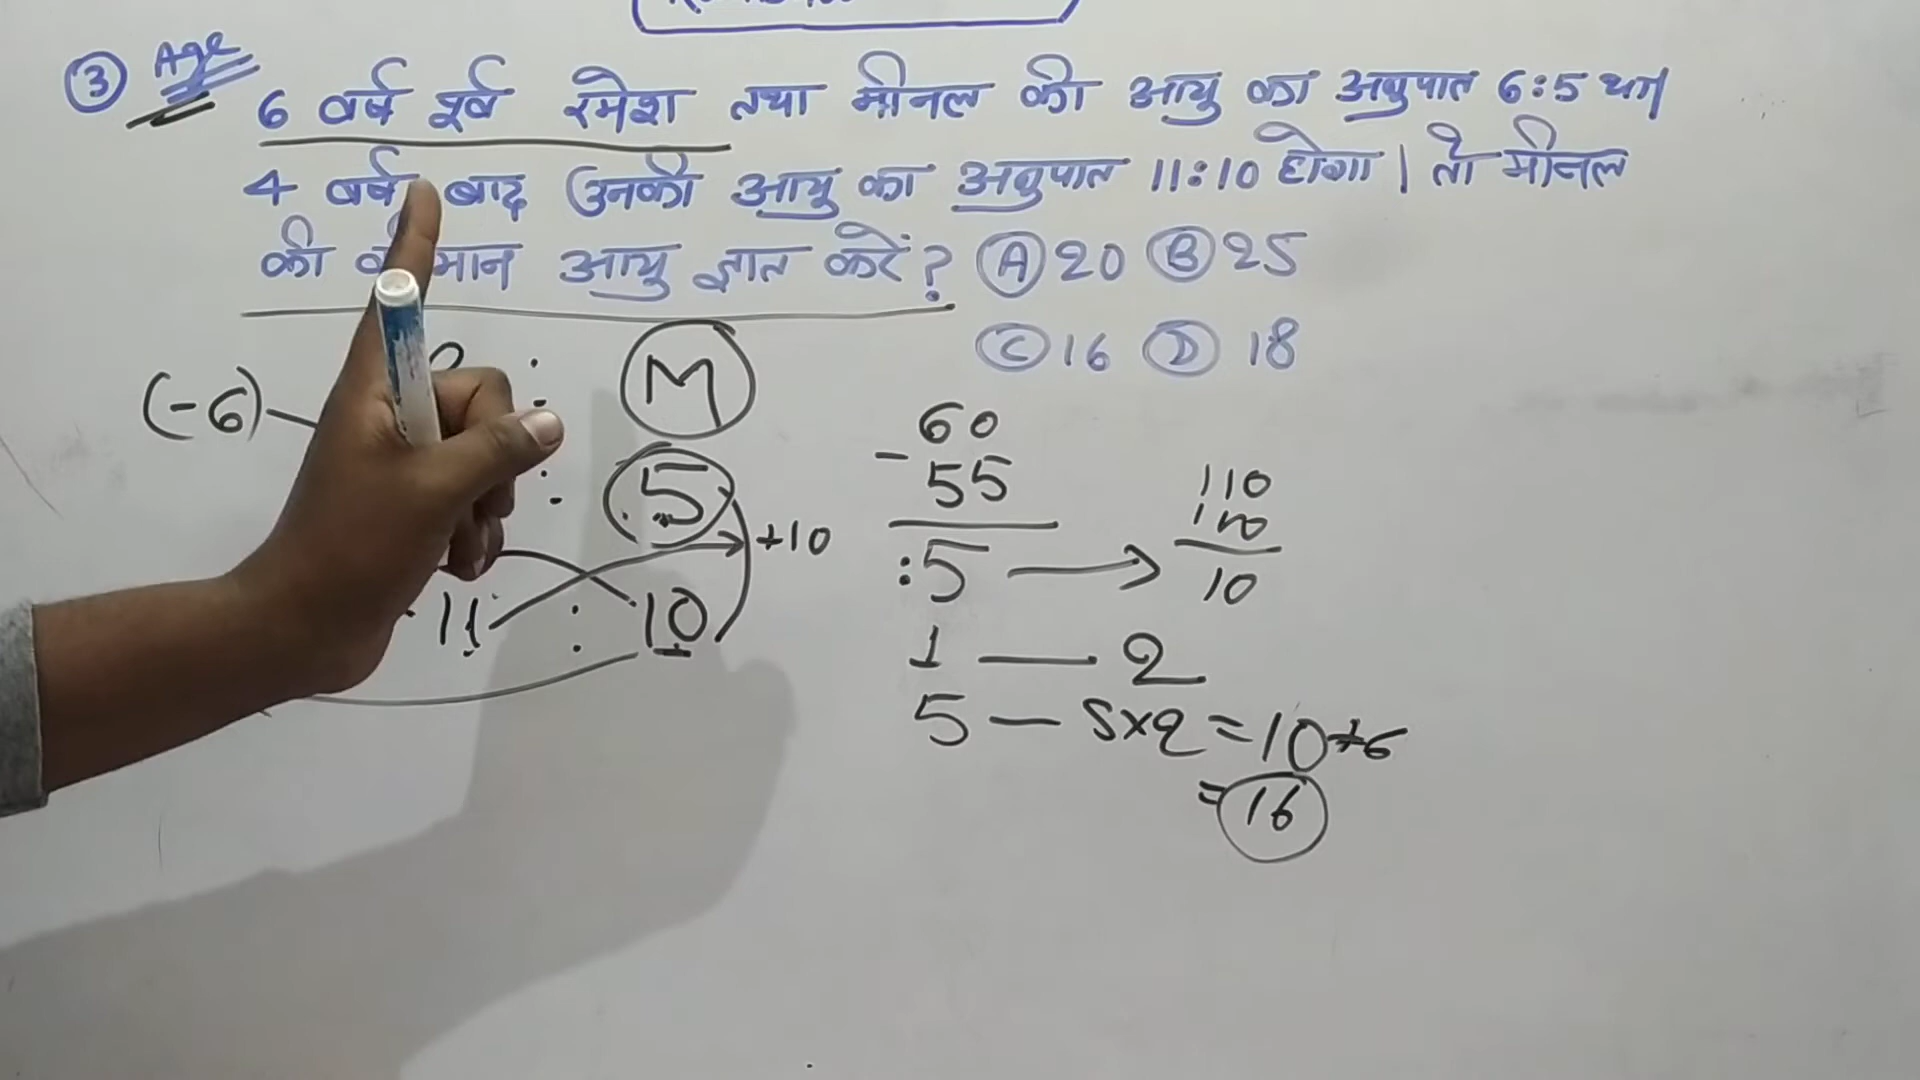 ③ Age
6 वर्ष पूर्व रमेश तथा मीनल की आयु का अनुपात 6:5 था।
4 वर्ष बाद उनकी आयु का अनुपात 11:10 होगा। तो मीनल
की आयु ज्ञात करें? Ⓐ 20 Ⓑ 25
Ⓒ 16 Ⓓ 18
(-6) : M
: 5
+10
11 : 10
60
- 55
:5 → 10
110
1 — 2
5 — 5×2 = 10+6
= 16